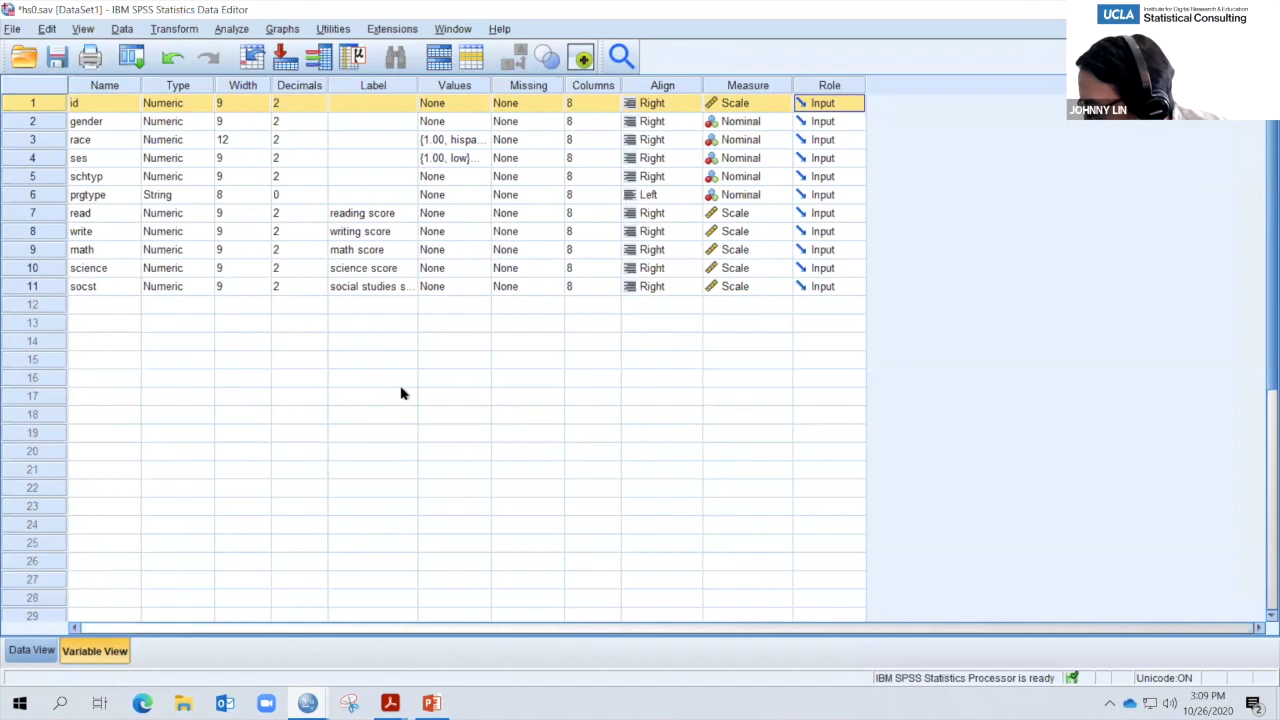 *hs0.sav [DataSet1] - IBM SPSS Statistics Data Editor
File Edit View Data Transform Analyze Graphs Utilities Extensions Window Help
UCLA Institute for Digital Research & Education
Statistical Consulting
JOHNNY LIN
Name Type Width Decimals Label Values Missing Columns Align Measure Role
1 id Numeric 9 2 None None 8 Right Scale Input
2 gender Numeric 9 2 None None 8 Right Nominal Input
3 race Numeric 12 2 {1.00, hispa... None 8 Right Nominal Input
4 ses Numeric 9 2 {1.00, low}... None 8 Right Nominal Input
5 schtyp Numeric 9 2 None None 8 Right Nominal Input
6 prgtype String 8 0 None None 8 Left Nominal Input
7 read Numeric 9 2 reading score None None 8 Right Scale Input
8 write Numeric 9 2 writing score None None 8 Right Scale Input
9 math Numeric 9 2 math score None None 8 Right Scale Input
10 science Numeric 9 2 science score None None 8 Right Scale Input
11 socst Numeric 9 2 social studies s... None None 8 Right Scale Input
12
13
14
15
16
17
18
19
20
21
22
23
24
25
26
27
28
29
Data View Variable View
IBM SPSS Statistics Processor is ready Unicode:ON
3:09 PM
10/26/2020
2